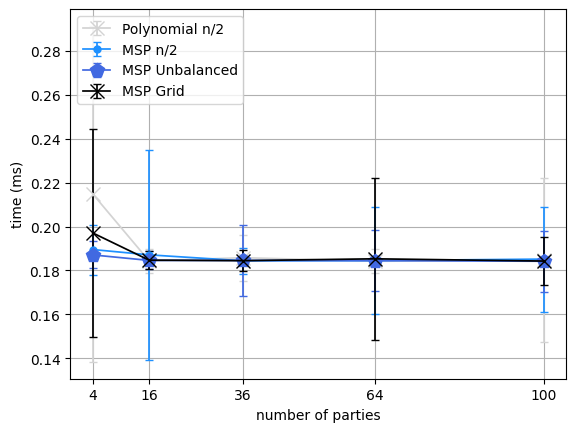 Polynomial n/2
MSP n/2
MSP Unbalanced
MSP Grid
time (ms)
0.28
0.26
0.24
0.22
0.20
0.18
0.16
0.14
4 16 36 64 100
number of parties